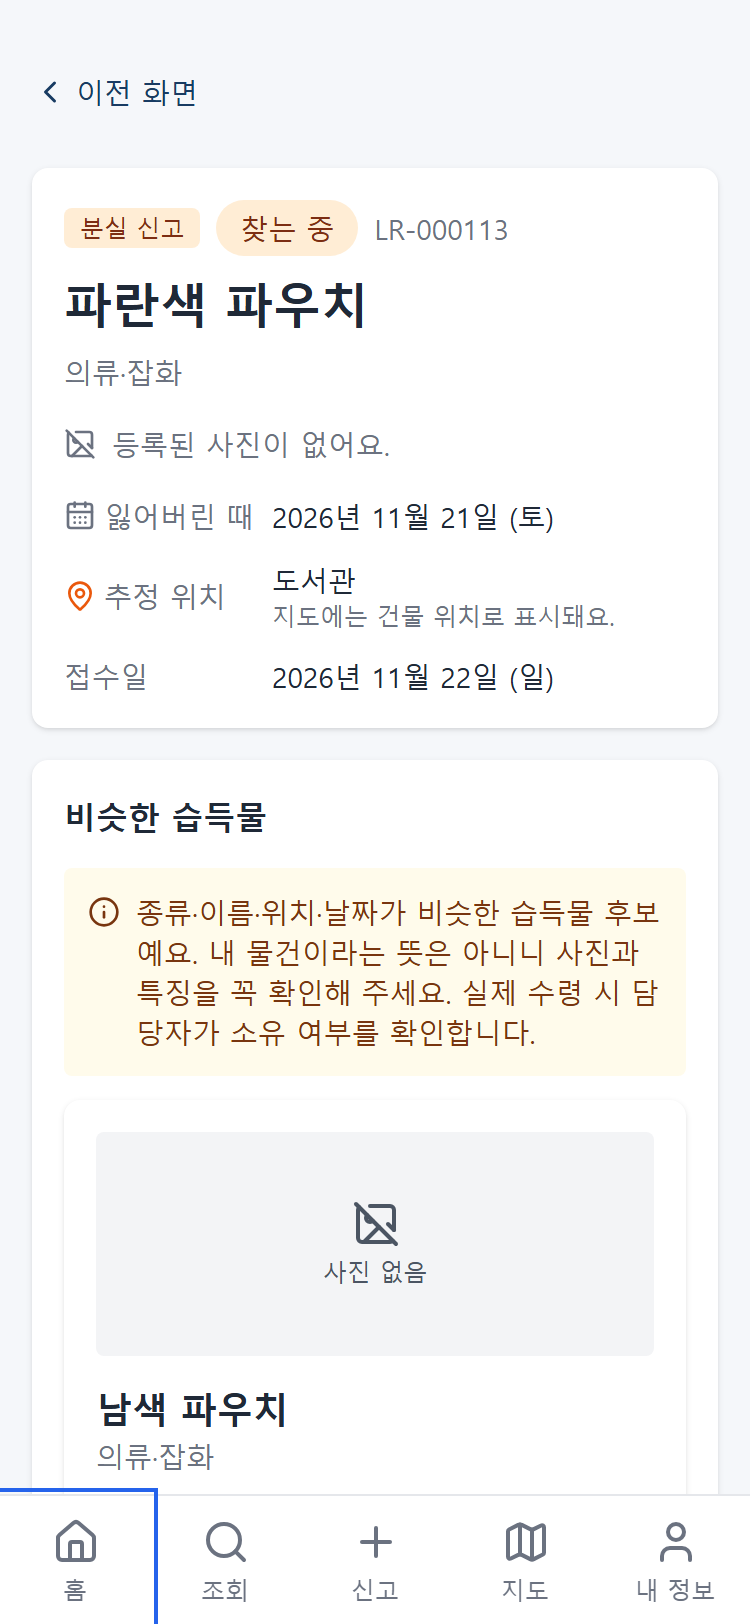 이전 화면
분실 신고 찾는 중 LR-000113
파란색 파우치
의류·잡화
등록된 사진이 없어요.
잃어버린 때 2026년 11월 21일 (토)
추정 위치 도서관
지도에는 건물 위치로 표시돼요.
접수일 2026년 11월 22일 (일)
비슷한 습득물
종류·이름·위치·날짜가 비슷한 습득물 후보
예요. 내 물건이라는 뜻은 아니니 사진과
특징을 꼭 확인해 주세요. 실제 수령 시 담
당자가 소유 여부를 확인합니다.
사진 없음
남색 파우치
의류·잡화
홈 조회 신고 지도 내 정보